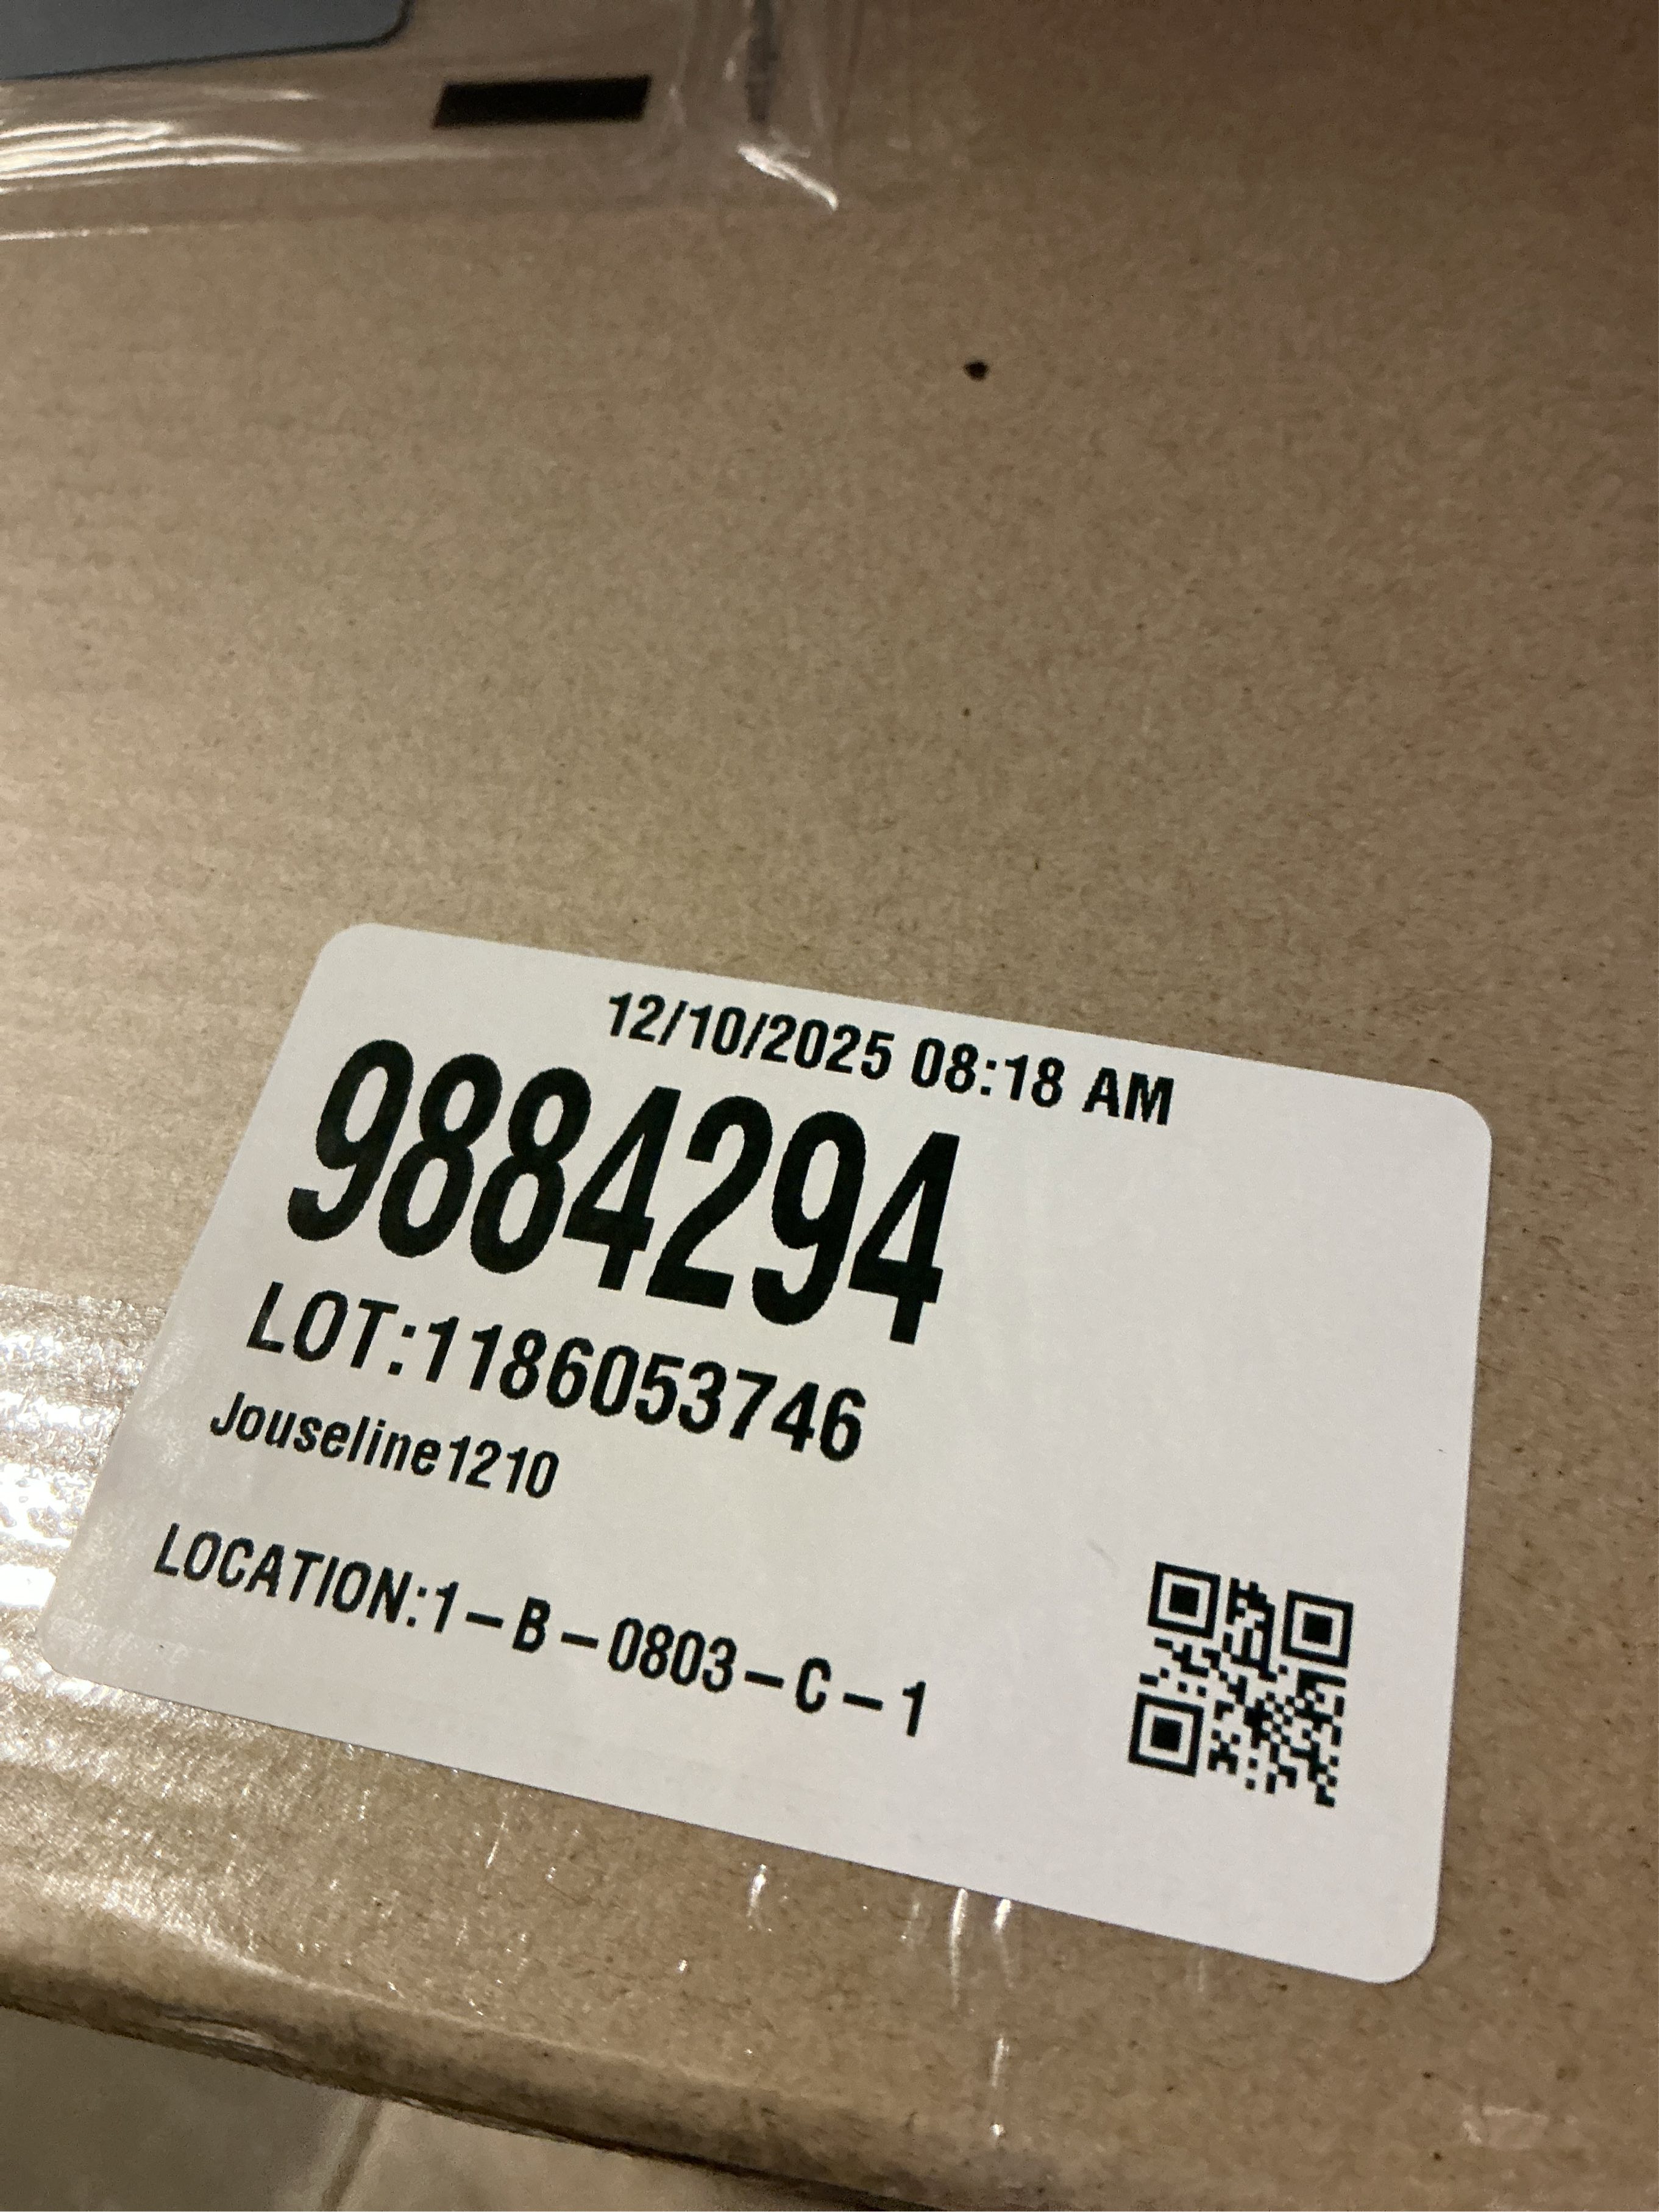 12/10/2025 08:18 AM
9884294
LOT:1186053746
Jouseline1210
LOCATION:1-B-0803-C-1